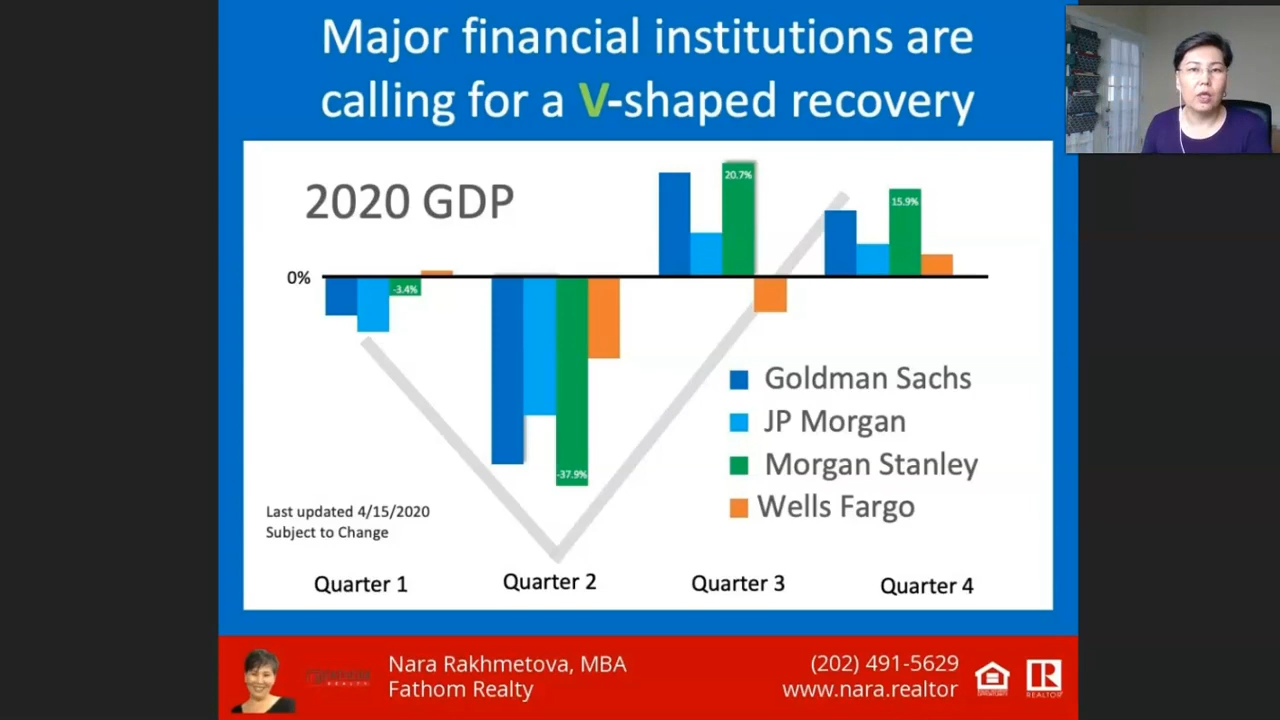 Major financial institutions are
calling for a V-shaped recovery
2020 GDP
20.7%
15.9%
0%
-3.4%
-37.9%
Goldman Sachs
JP Morgan
Morgan Stanley
Wells Fargo
Last updated 4/15/2020
Subject to Change
Quarter 1
Quarter 2
Quarter 3
Quarter 4
Nara Rakhmetova, MBA
Fathom Realty
(202) 491-5629
www.nara.realtor
REALTOR